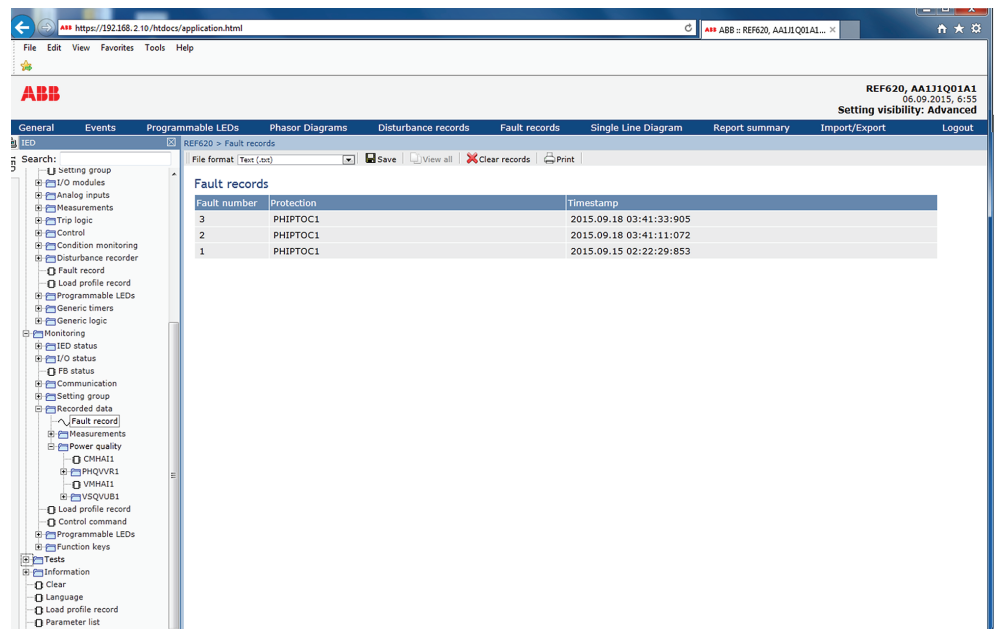 ABB https://192.168.2.10/htdocs/application.html
ABB ABB :: REF620, AA1J1Q01A1...
File Edit View Favorites Tools Help
ABB
REF620, AA1J1Q01A1
06.09.2015, 6:55
Setting visibility: Advanced
General Events Programmable LEDs Phasor Diagrams Disturbance records Fault records Single Line Diagram Report summary Import/Export Logout
IED
REF620 > Fault records
Search:
File format Text (.txt) Save View all Clear records Print
Setting group
I/O modules
Analog inputs
Measurements
Trip logic
Control
Condition monitoring
Disturbance recorder
Fault record
Load profile record
Programmable LEDs
Generic timers
Generic logic
Monitoring
IED status
I/O status
FB status
Communication
Setting group
Recorded data
Fault record
Measurements
Power quality
CMHAI1
PHQVVR1
VMHAI1
VSQVUB1
Load profile record
Control command
Programmable LEDs
Function keys
Tests
Information
Clear
Language
Load profile record
Parameter list
Fault records
Fault number Protection Timestamp
3 PHIPTOC1 2015.09.18 03:41:33:905
2 PHIPTOC1 2015.09.18 03:41:11:072
1 PHIPTOC1 2015.09.15 02:22:29:853